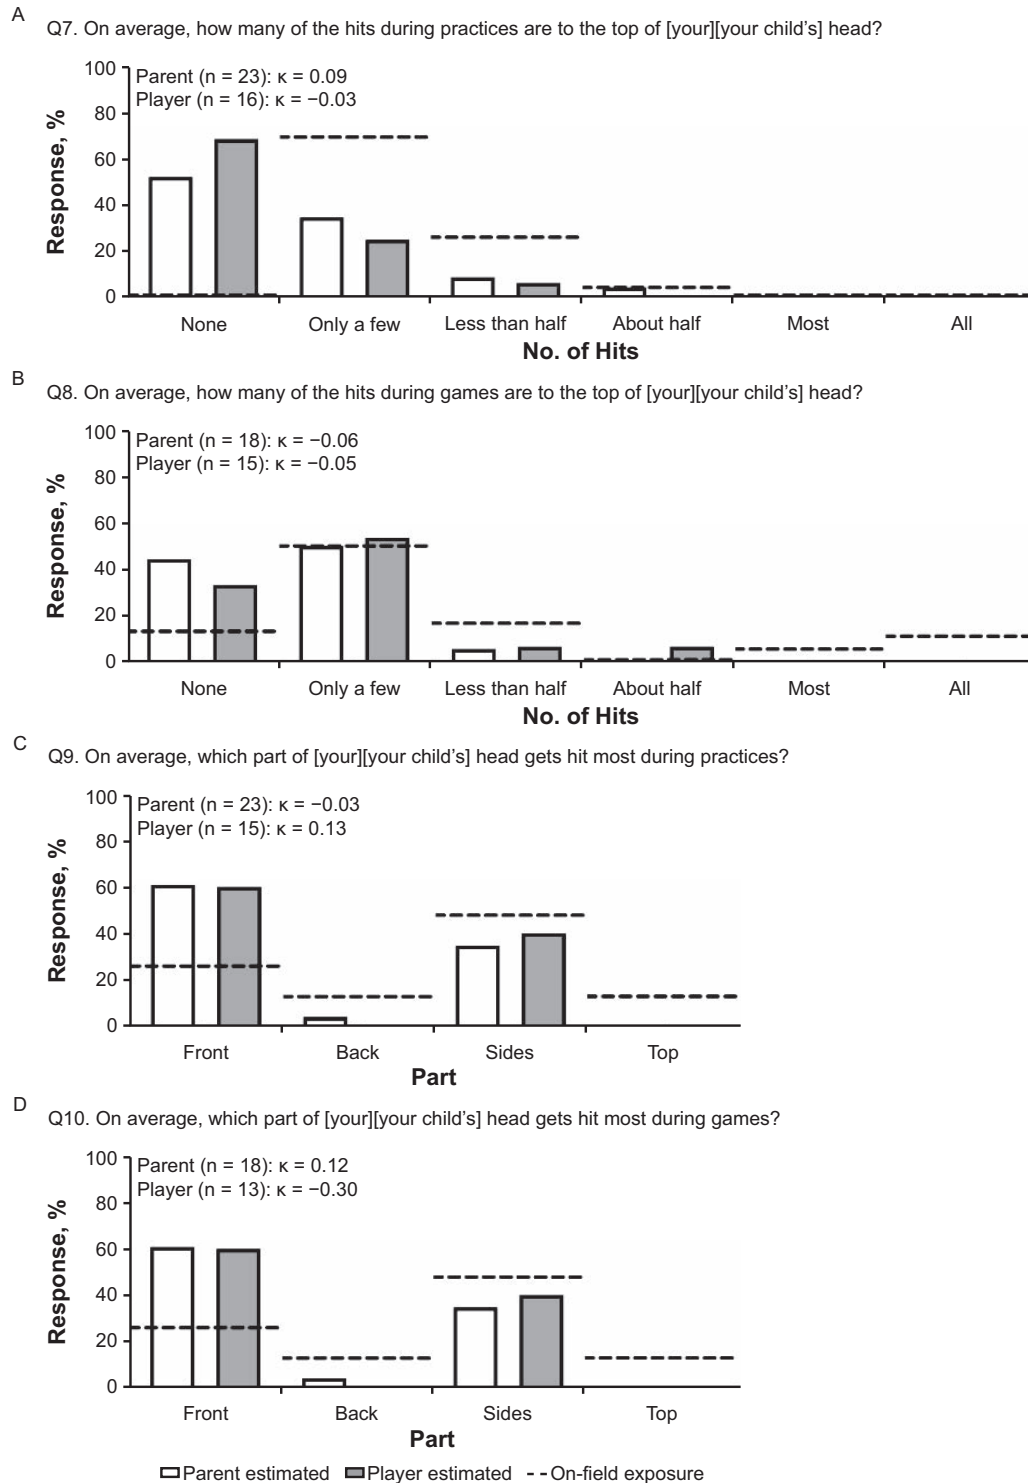 A
Q7. On average, how many of the hits during practices are to the top of [your][your child's] head?
Parent (n = 23): κ = 0.09
Player (n = 16): κ = −0.03
Response, %
100
80
60
40
20
0
None Only a few Less than half About half Most All
No. of Hits
B
Q8. On average, how many of the hits during games are to the top of [your][your child's] head?
Parent (n = 18): κ = −0.06
Player (n = 15): κ = −0.05
Response, %
100
80
60
40
20
0
None Only a few Less than half About half Most All
No. of Hits
C
Q9. On average, which part of [your][your child's] head gets hit most during practices?
Parent (n = 23): κ = −0.03
Player (n = 15): κ = 0.13
Response, %
100
80
60
40
20
0
Front Back Sides Top
Part
D
Q10. On average, which part of [your][your child's] head gets hit most during games?
Parent (n = 18): κ = 0.12
Player (n = 13): κ = −0.30
Response, %
100
80
60
40
20
0
Front Back Sides Top
Part
Parent estimated Player estimated On-field exposure